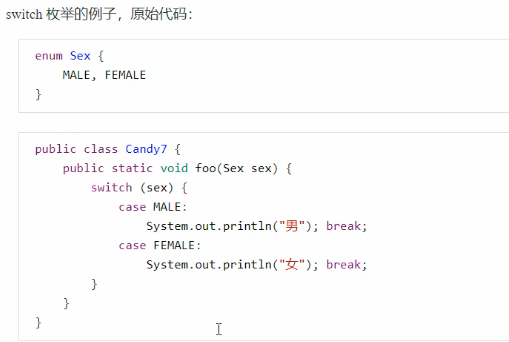 switch 枚举的例子，原始代码：
enum Sex {
    MALE, FEMALE
}
public class Candy7 {
    public static void foo(Sex sex) {
        switch (sex) {
            case MALE:
                System.out.println("男"); break;
            case FEMALE:
                System.out.println("女"); break;
        }
    }
}